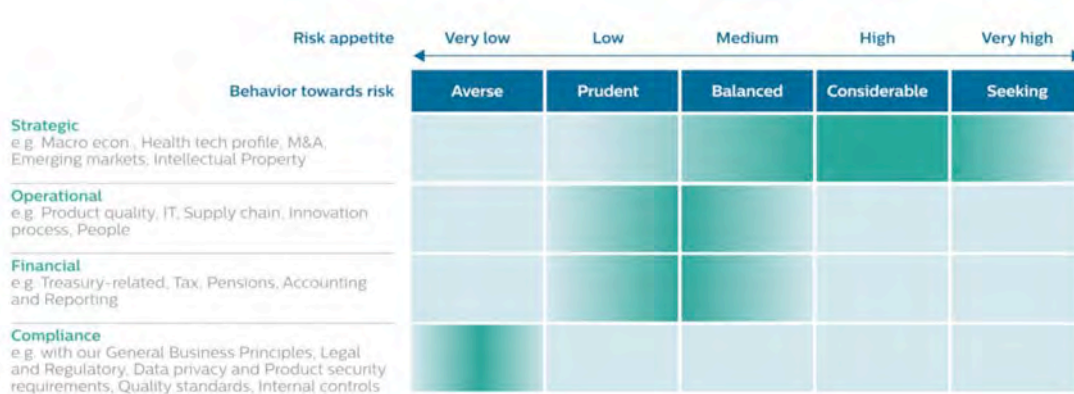 Risk appetite Very low Low Medium High Very high
Behavior towards risk Averse Prudent Balanced Considerable Seeking
Strategic
e.g. Macro econ., Health tech profile, M&A,
Emerging markets, Intellectual Property
Operational
e.g. Product quality, IT, Supply chain, Innovation
process, People
Financial
e.g. Treasury-related, Tax, Pensions, Accounting
and Reporting
Compliance
e.g. with our General Business Principles, Legal
and Regulatory, Data privacy and Product security
requirements, Quality standards, Internal controls